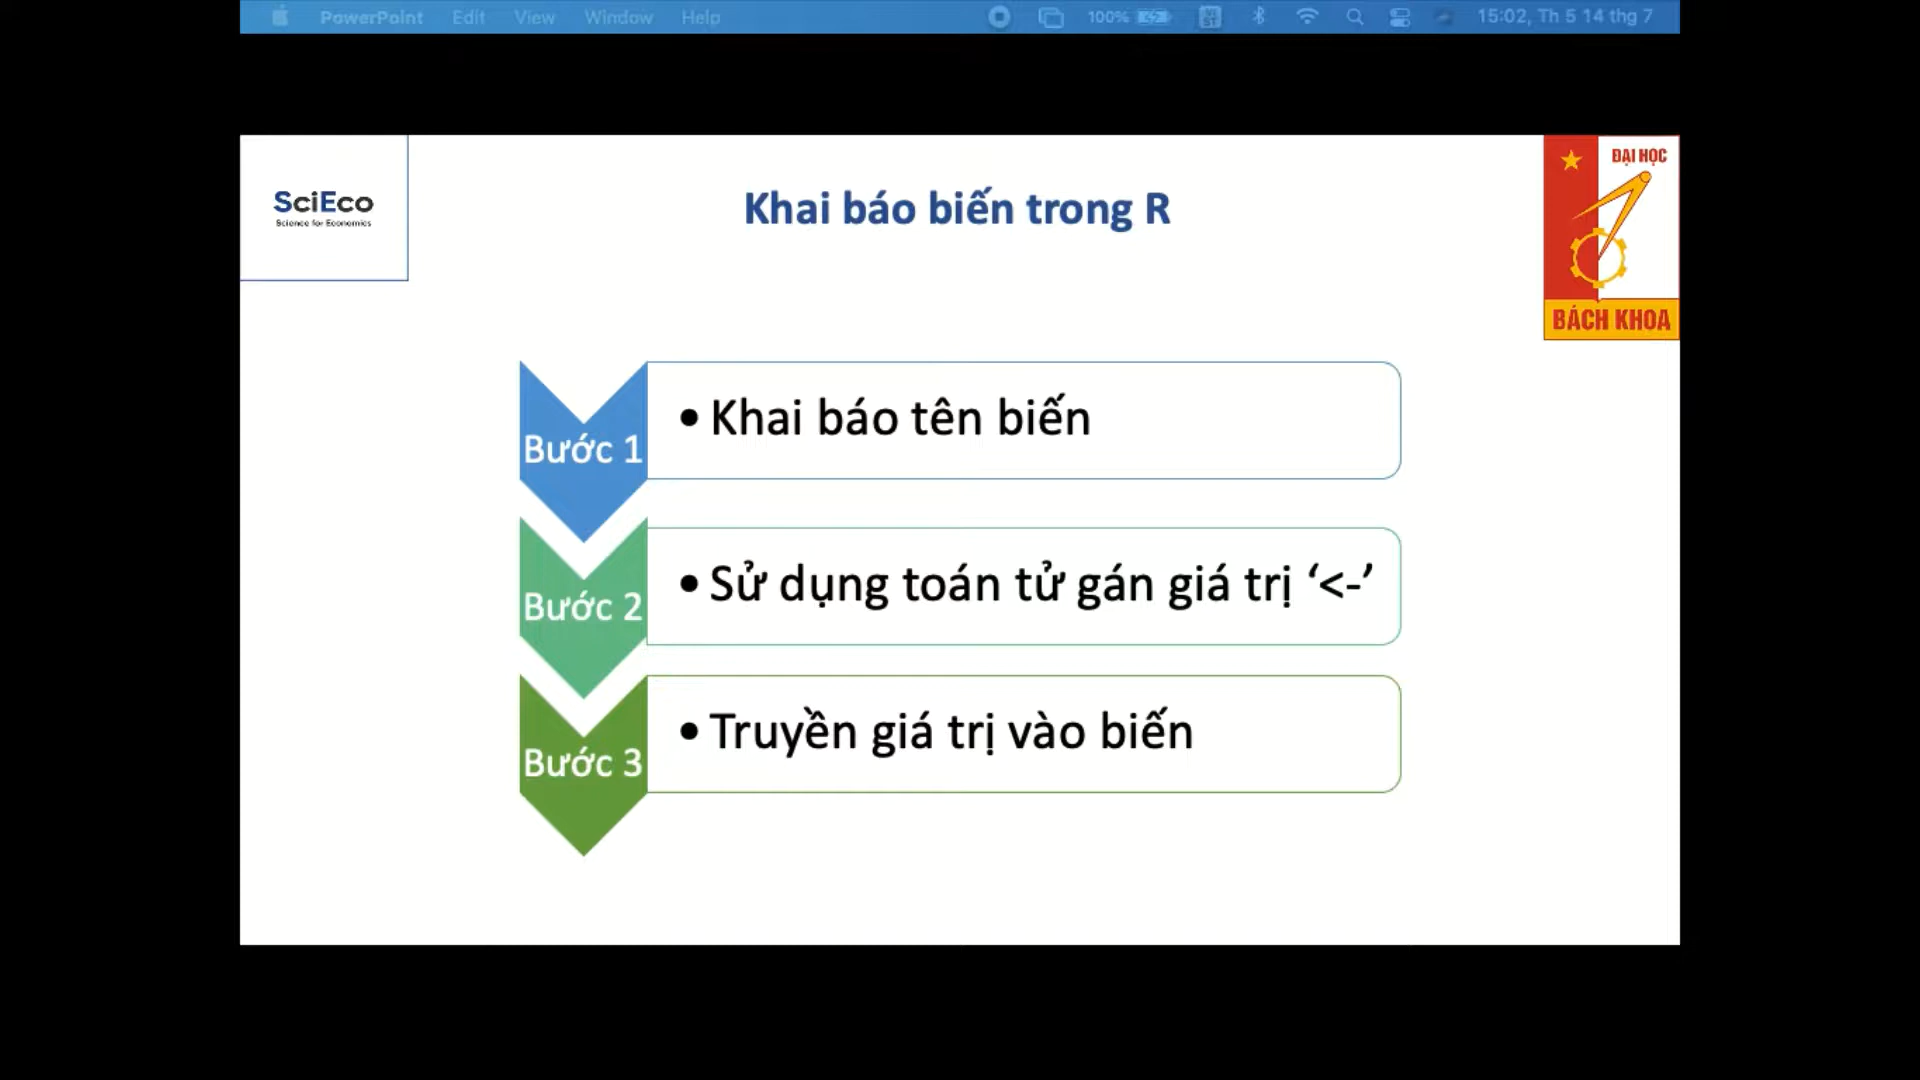 PowerPoint Edit View Window Help 100% 15:02, Th 5 14 thg 7
SciEco
Science for Economics
Khai báo biến trong R
ĐẠI HỌC
BÁCH KHOA
Bước 1
• Khai báo tên biến
Bước 2
• Sử dụng toán tử gán giá trị ‘<-’
Bước 3
• Truyền giá trị vào biến